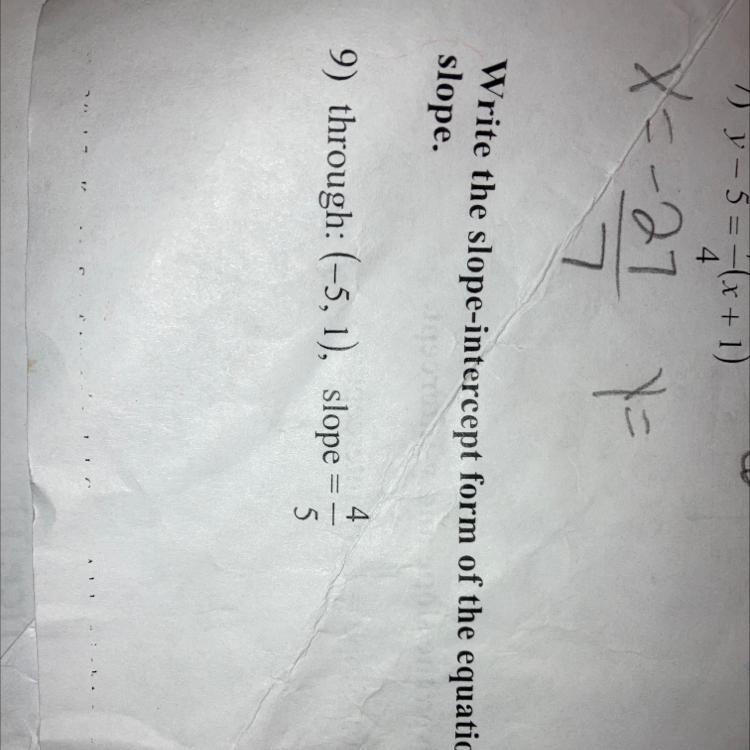 y − 5 = /4 (x + 1)
x = -27/7 y =
Write the slope-intercept form of the
slope.
9) through: (−5, 1), slope = 4/5